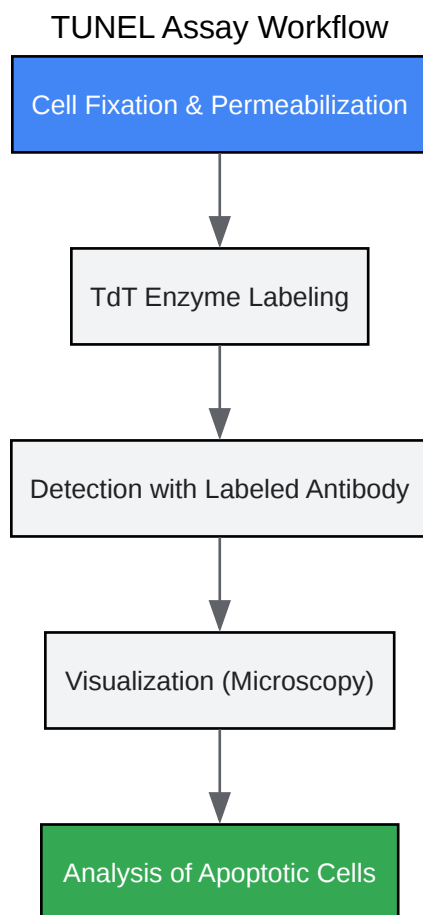 TUNEL Assay Workflow
Cell Fixation & Permeabilization
TdT Enzyme Labeling
Detection with Labeled Antibody
Visualization (Microscopy)
Analysis of Apoptotic Cells